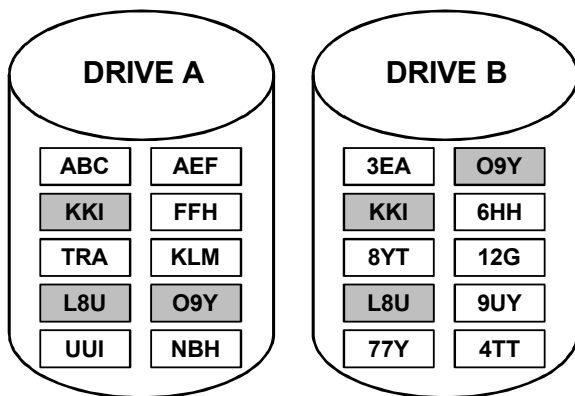 DRIVE A
ABC AEF
KKI FFH
TRA KLM
L8U O9Y
UUI NBH
DRIVE B
3EA O9Y
KKI 6HH
8YT 12G
L8U 9UY
77Y 4TT